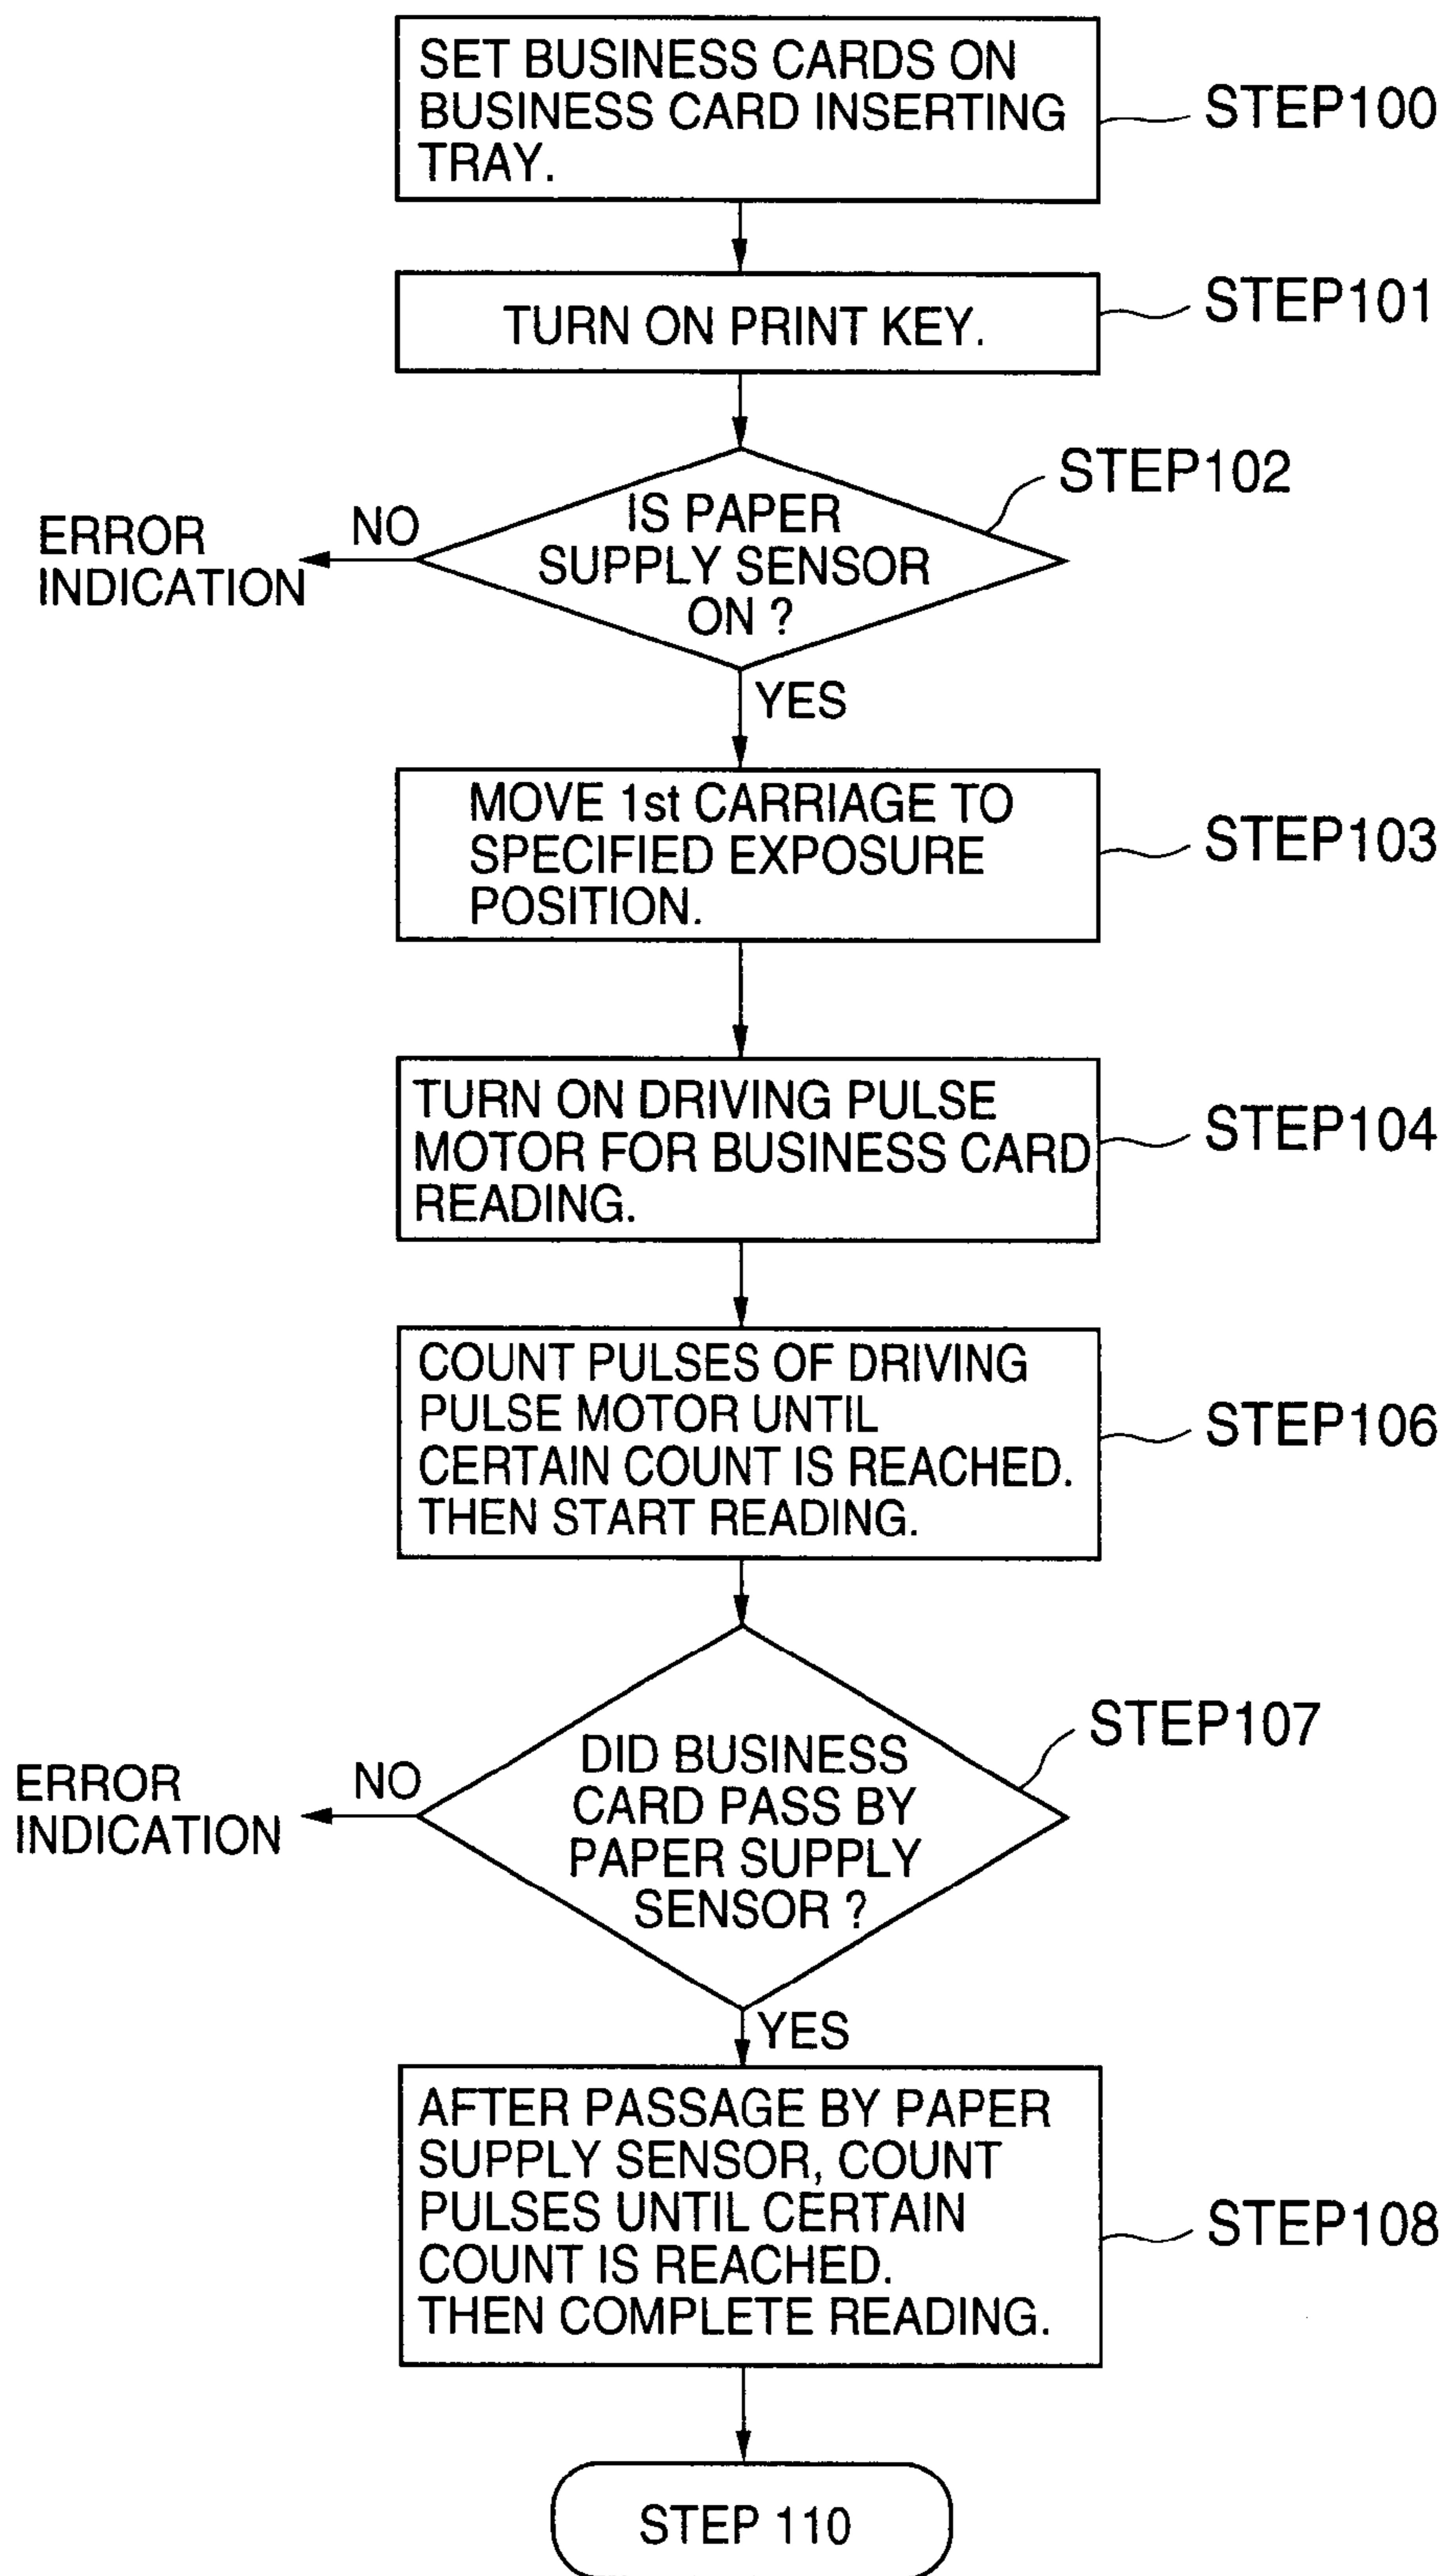 SET BUSINESS CARDS ON
BUSINESS CARD INSERTING
TRAY.
STEP100
TURN ON PRINT KEY.
STEP101
STEP102
IS PAPER
SUPPLY SENSOR
ON ?
NO
ERROR
INDICATION
YES
MOVE 1st CARRIAGE TO
SPECIFIED EXPOSURE
POSITION.
STEP103
TURN ON DRIVING PULSE
MOTOR FOR BUSINESS CARD
READING.
STEP104
COUNT PULSES OF DRIVING
PULSE MOTOR UNTIL
CERTAIN COUNT IS REACHED.
THEN START READING.
STEP106
STEP107
DID BUSINESS
CARD PASS BY
PAPER SUPPLY
SENSOR ?
NO
ERROR
INDICATION
YES
AFTER PASSAGE BY PAPER
SUPPLY SENSOR, COUNT
PULSES UNTIL CERTAIN
COUNT IS REACHED.
THEN COMPLETE READING.
STEP108
STEP 110